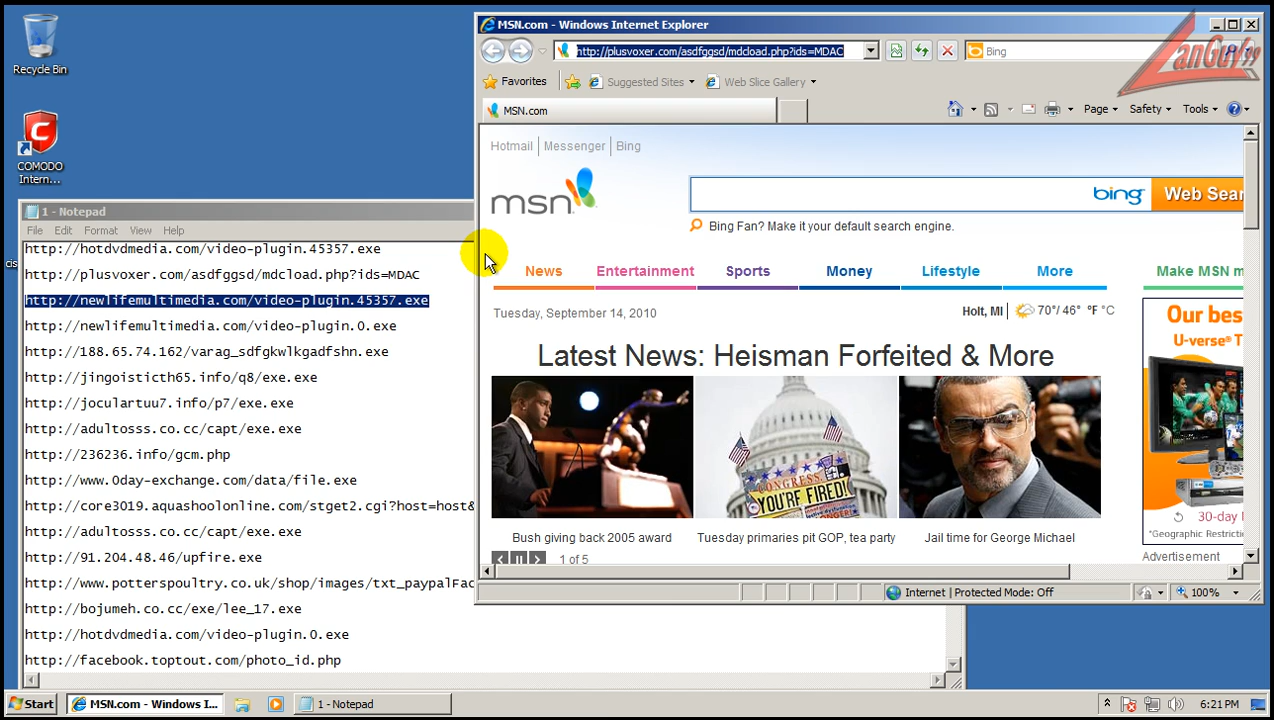 Recycle Bin
COMODO
Intern...
1 - Notepad
File Edit Format View Help
http://hotdvdmedia.com/video-plugin.45357.exe
http://plusvoxer.com/asdfggsd/mdcload.php?ids=MDAC
http://newlifemultimedia.com/video-plugin.45357.exe
http://newlifemultimedia.com/video-plugin.0.exe
http://188.65.74.162/varag_sdfgkwlkgadfshn.exe
http://jingoisticth65.info/q8/exe.exe
http://joculartuu7.info/p7/exe.exe
http://adultosss.co.cc/capt/exe.exe
http://236236.info/gcm.php
http://www.0day-exchange.com/data/file.exe
http://core3019.aquashoolonline.com/stget2.cgi?host=host&
http://adultosss.co.cc/capt/exe.exe
http://91.204.48.46/upfire.exe
http://www.potterspoultry.co.uk/shop/images/txt_paypalFac
http://bojumeh.co.cc/exe/lee_17.exe
http://hotdvdmedia.com/video-plugin.0.exe
http://facebook.toptout.com/photo_id.php
MSN.com - Windows Internet Explorer
http://plusvoxer.com/asdfggsd/mdcload.php?ids=MDAC
Bing
Favorites Suggested Sites Web Slice Gallery
MSN.com
Page Safety Tools
Hotmail Messenger Bing
msn
bing Web Sear
Bing Fan? Make it your default search engine.
News Entertainment Sports Money Lifestyle More
Make MSN m
Tuesday, September 14, 2010
Holt, MI 70°/ 46° °F °C
Latest News: Heisman Forfeited & More
CONGRESS,
YOU'RE FIRED!
Bush giving back 2005 award
Tuesday primaries pit GOP, tea party
Jail time for George Michael
1 of 5
Our bes
U-verse® T
30-day
*Geographic Restric
Advertisement
Internet | Protected Mode: Off
100%
Start
MSN.com - Windows I...
1 - Notepad
6:21 PM